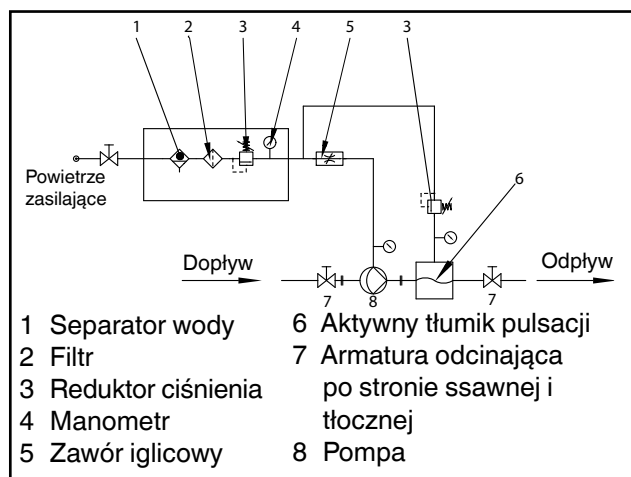 1 2 3 4 5 3
6
Powietrze
zasilające
Dopływ
Odpływ
7 8 7
1 Separator wody
2 Filtr
3 Reduktor ciśnienia
4 Manometr
5 Zawór iglicowy
6 Aktywny tłumik pulsacji
7 Armatura odcinająca
po stronie ssawnej i
tłocznej
8 Pompa